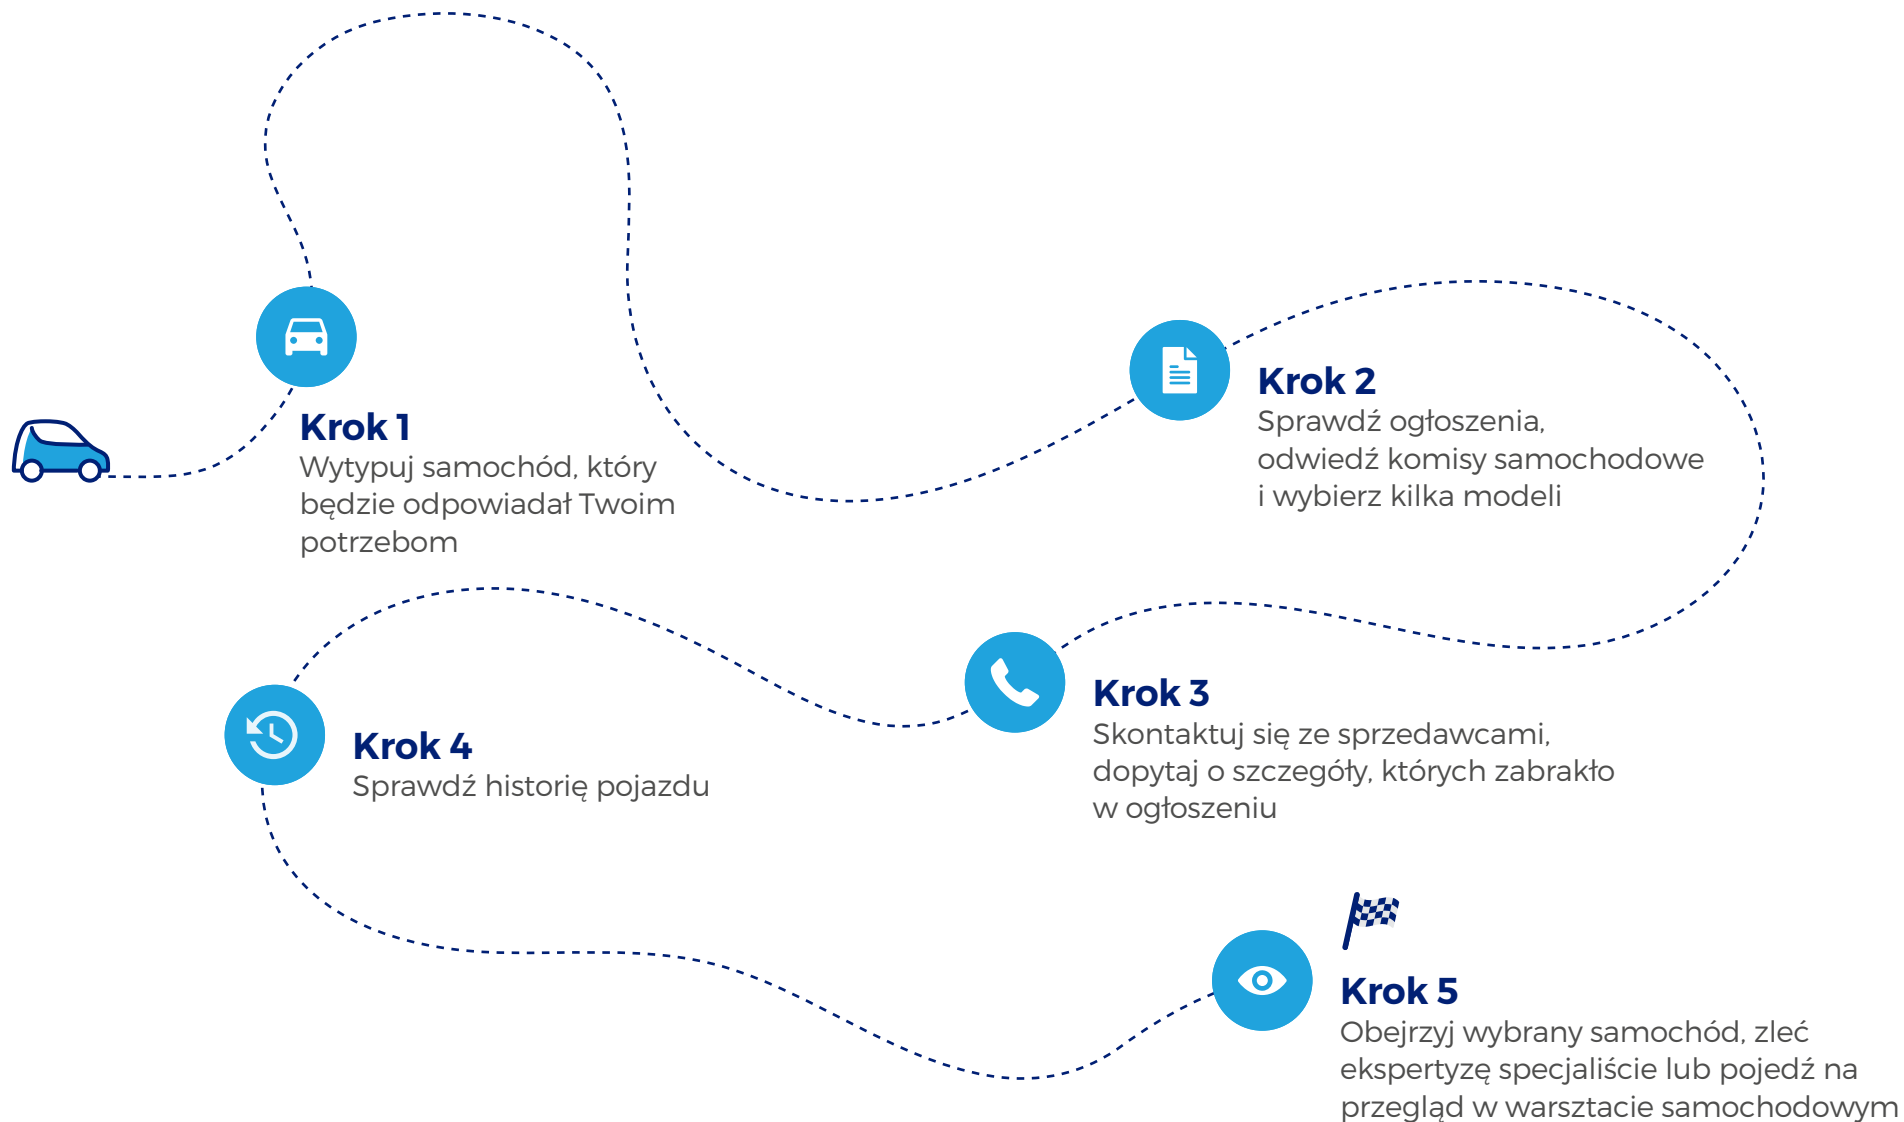 Krok 1
Wytypuj samochód, który
będzie odpowiadał Twoim
potrzebom
Krok 2
Sprawdź ogłoszenia,
odwiedź komisy samochodowe
i wybierz kilka modeli
Krok 3
Skontaktuj się ze sprzedawcami,
dopytaj o szczegóły, których zabrakło
w ogłoszeniu
Krok 4
Sprawdź historię pojazdu
Krok 5
Obejrzyj wybrany samochód, zleć
ekspertyzę specjaliście lub pojedź na
przegląd w warsztacie samochodowym